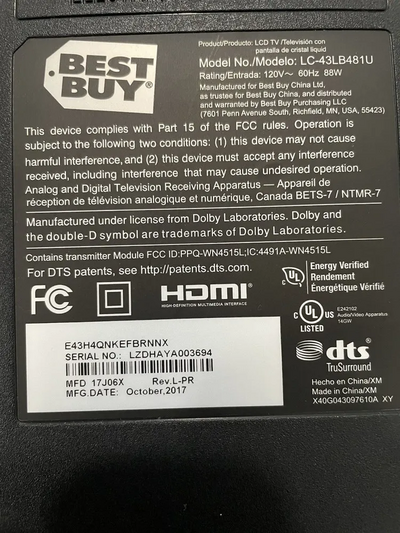 BEST
BUY
Product/Producto: LCD TV /Televisión con
pantalla de cristal liquid
Model No./Modelo: LC-43LB481U
Rating/Entrada: 120V～ 60Hz 88W
Manufactured for Best Buy China Ltd,
as trustee for Best Buy China, and distributed
and warranted by Best Buy Purchasing LLC
(7601 Penn Avenue South, Richfield, MN, USA, 55423)
This device complies with Part 15 of the FCC rules. Operation is
subject to the following two conditions: (1) this device may not cause
harmful interference, and (2) this device must accept any interference
received, including interference that may cause undesired operation.
Analog and Digital Television Receiving Apparatus — Appareil de
réception de télévision analogique et numérique, Canada BETS-7 / NTMR-7
Manufactured under license from Dolby Laboratories. Dolby and
the double-D symbol are trademarks of Dolby Laboratories.
Contains transmitter Module FCC ID:PPQ-WN4515L;IC:4491A-WN4515L
For DTS patents, see http://patents.dts.com.
UL
Energy Verified
Rendement
Énergétique Vérifié
FC
HDMI
HIGH-DEFINITION MULTIMEDIA INTERFACE
C UL US
LISTED
E242102
Audio/Video Apparatus
14GW
E43H4QNKEFBRNNX
SERIAL NO.: LZDHAYA003694
MFD 17J06X Rev.L-PR
MFG.DATE: October,2017
dts
TruSurround
Hecho en China/XM
Made in China/XM
X40G043097610A XY